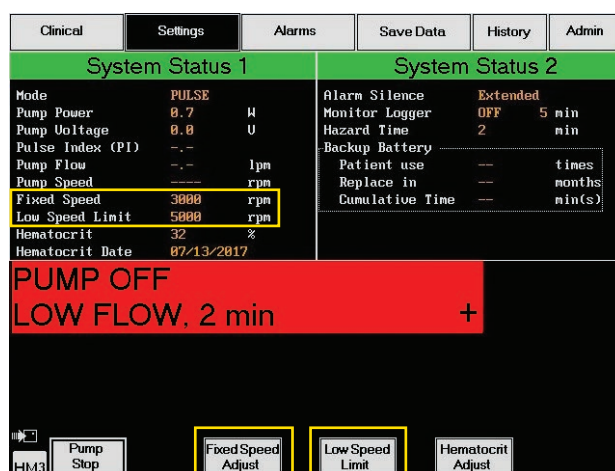 Clinical Settings Alarms Save Data History Admin
System Status 1
Mode PULSE
Pump Power 0.7 W
Pump Voltage 0.0 V
Pulse Index (PI) -.-
Pump Flow -.- lpm
Pump Speed ---- rpm
Fixed Speed 3000 rpm
Low Speed Limit 5000 rpm
Hematocrit 32 %
Hematocrit Date 07/13/2017
System Status 2
Alarm Silence Extended
Monitor Logger OFF 5 min
Hazard Time 2 min
Backup Battery
Patient use -- times
Replace in -- months
Cumulative Time -- min(s)
PUMP OFF
LOW FLOW, 2 min +
HM3
Pump
Stop
Fixed Speed
Adjust
Low Speed
Limit
Hematocrit
Adjust